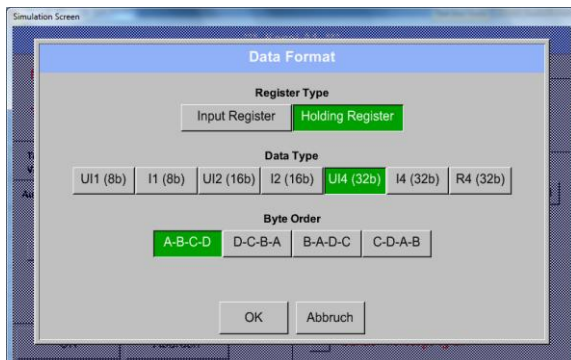 Simulation Screen
Data Format
Register Type
Input Register Holding Register
Data Type
UI1 (8b) I1 (8b) UI2 (16b) I2 (16b) UI4 (32b) I4 (32b) R4 (32b)
Byte Order
A-B-C-D D-C-B-A B-A-D-C C-D-A-B
OK Abbruch